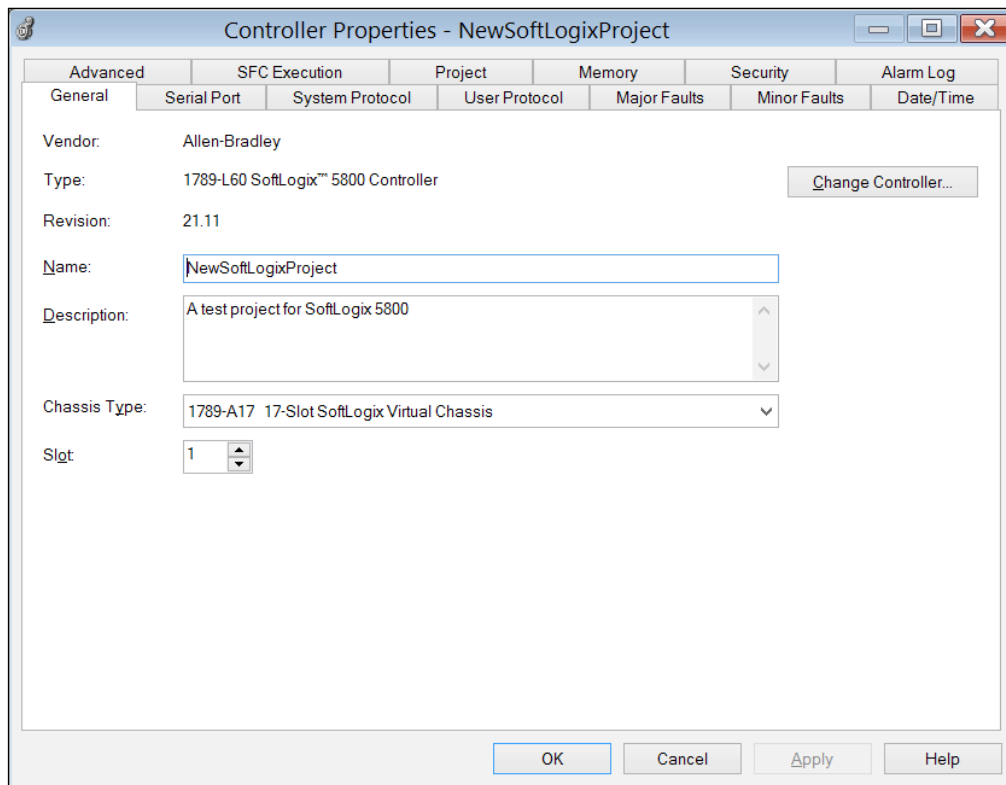 Controller Properties - NewSoftLogixProject
Advanced SFC Execution Project Memory Security Alarm Log
General Serial Port System Protocol User Protocol Major Faults Minor Faults Date/Time
Vendor: Allen-Bradley
Type: 1789-L60 SoftLogix™ 5800 Controller Change Controller...
Revision: 21.11
Name: NewSoftLogixProject
Description: A test project for SoftLogix 5800
Chassis Type: 1789-A17 17-Slot SoftLogix Virtual Chassis
Slot: 1
OK Cancel Apply Help